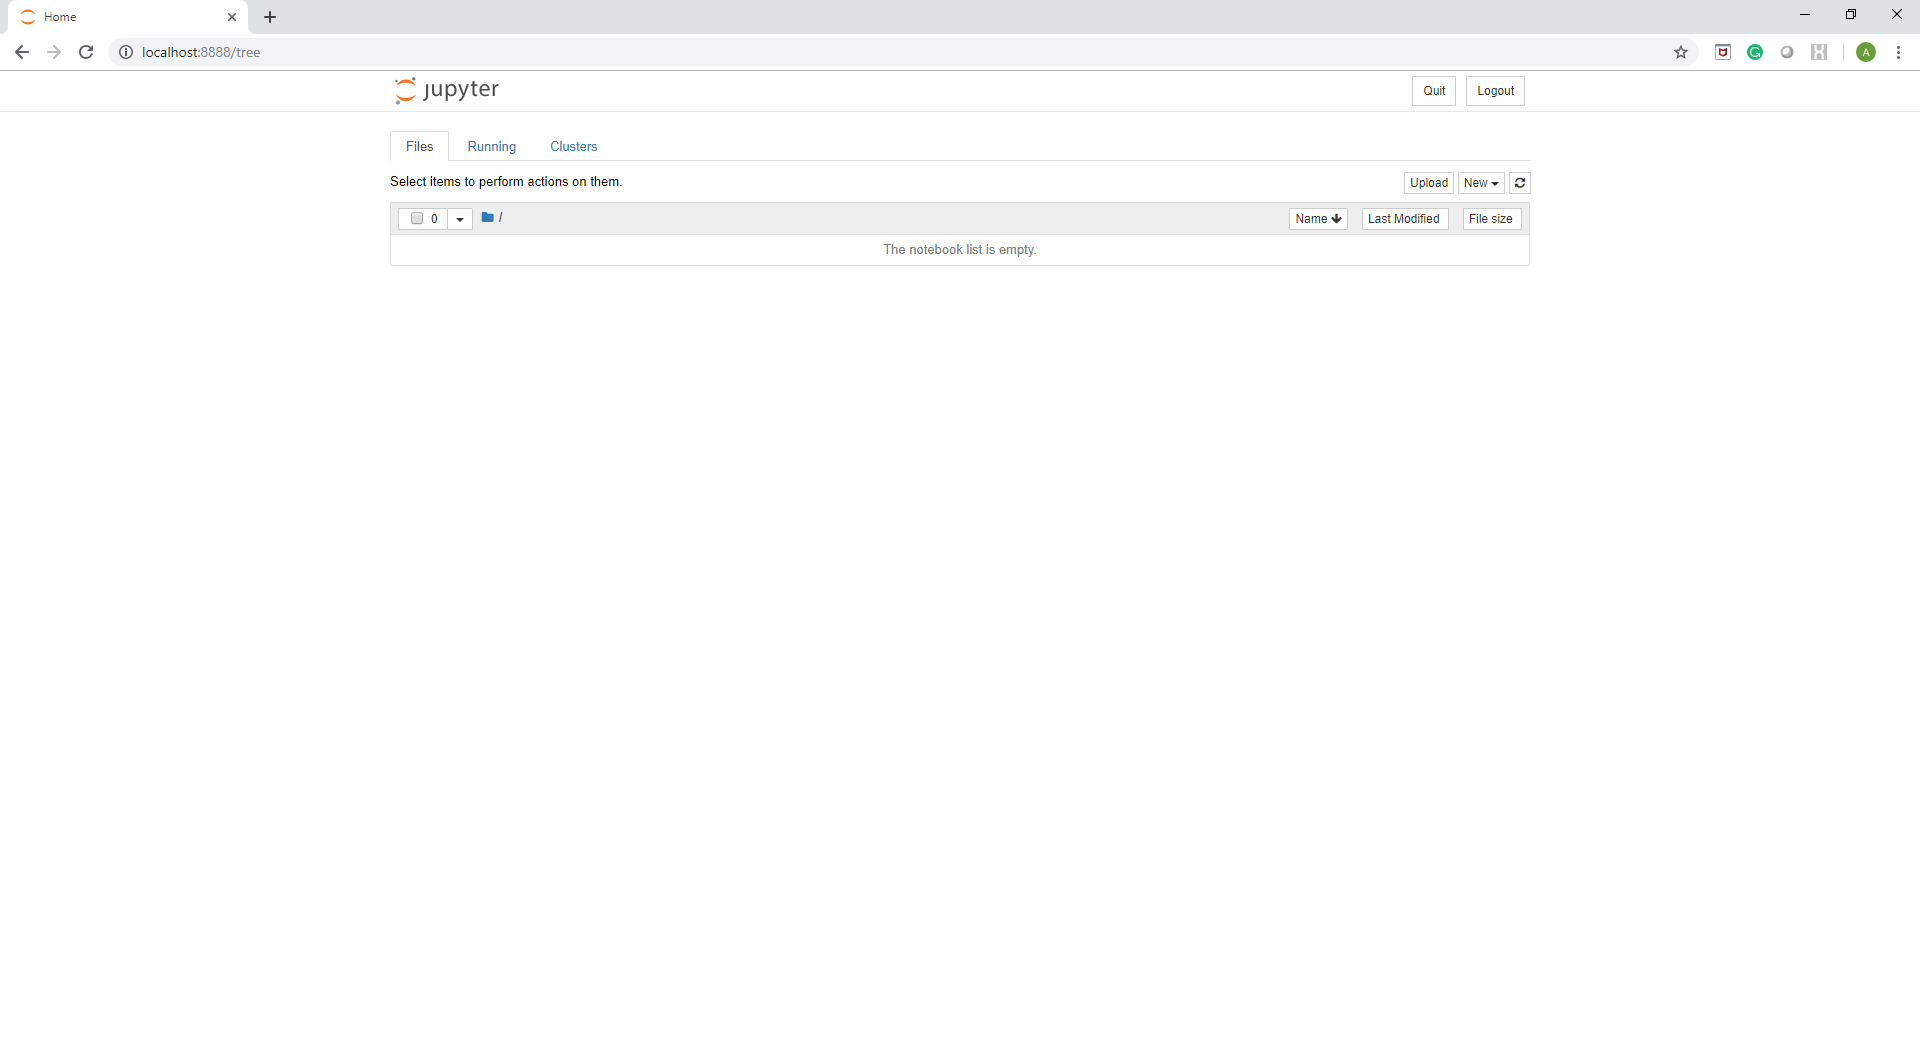 Home
localhost:8888/tree
A
jupyter
Quit
Logout
Files
Running
Clusters
Select items to perform actions on them.
Upload
New
0
/
Name
Last Modified
File size
The notebook list is empty.